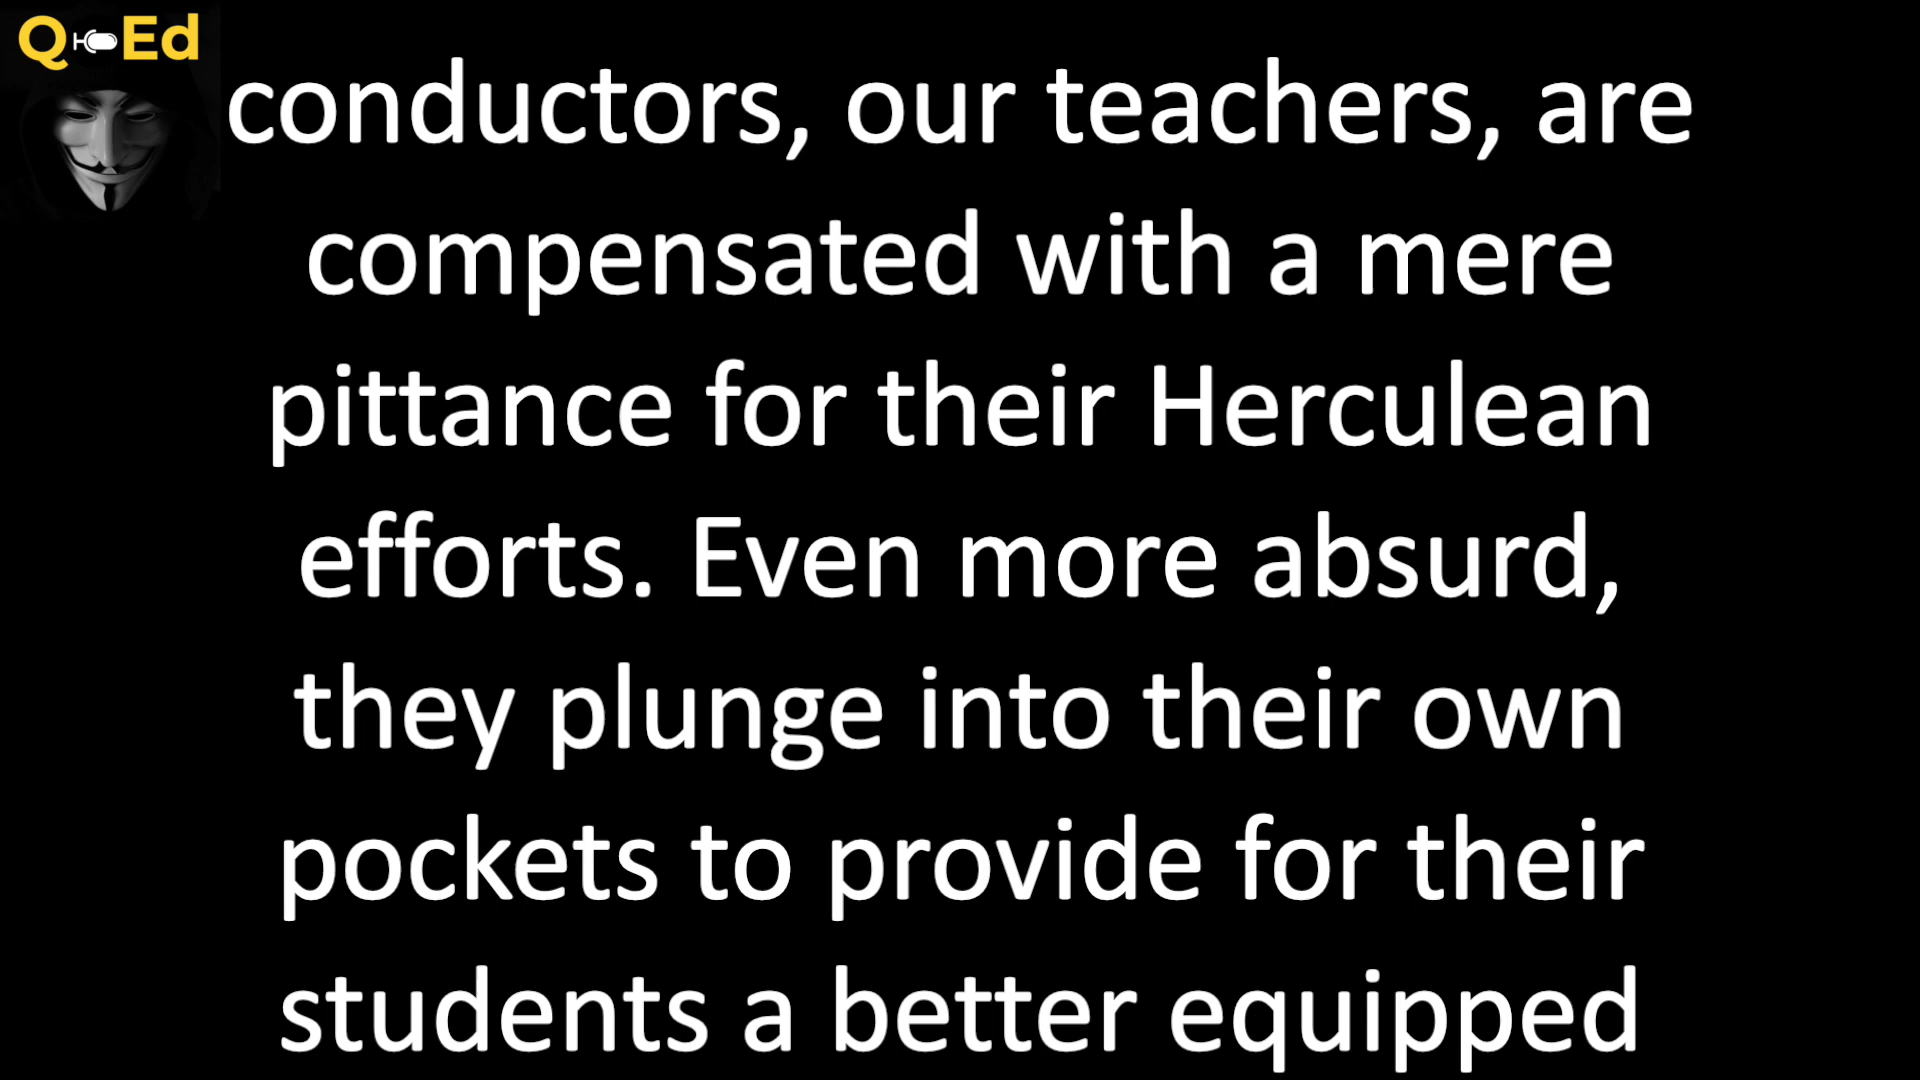 Q Ed
conductors, our teachers, are
compensated with a mere
pittance for their Herculean
efforts. Even more absurd,
they plunge into their own
pockets to provide for their
students a better equipped